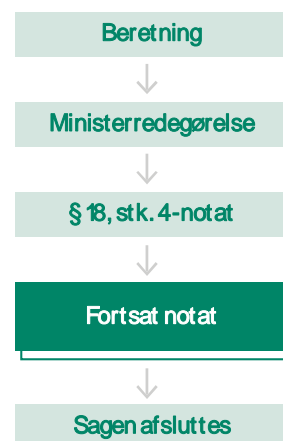 Beretning
Ministerredegørelse
§ 18, stk. 4-notat
Fortsat notat
Sagen afsluttes